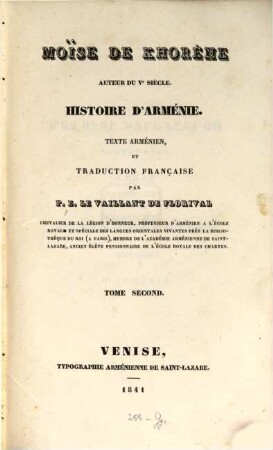 MOÏSE DE KHORÈNE
AUTEUR DU Vᵉ SIÈCLE.
HISTOIRE D'ARMÉNIE.
TEXTE ARMÉNIEN,
ET
TRADUCTION FRANÇAISE
PAR
P. E. LE VAILLANT DE FLORIVAL
CHEVALIER DE LA LÉGION D'HONNEUR, PROFESSEUR D'ARMÉNIEN A L'ÉCOLE
ROYALE ET SPÉCIALE DES LANGUES ORIENTALES VIVANTES PRÈS LA BIBLIO-
THÈQUE DU ROI (A PARIS), MEMBRE DE L'ACADÉMIE ARMÉNIENNE DE SAINT-
LAZARE, ANCIEN ÉLÈVE PENSIONNAIRE DE L'ÉCOLE ROYALE DES CHARTES.
TOME SECOND.
VENISE,
TYPOGRAPHIE ARMÉNIENNE DE SAINT-LAZARE.
1841